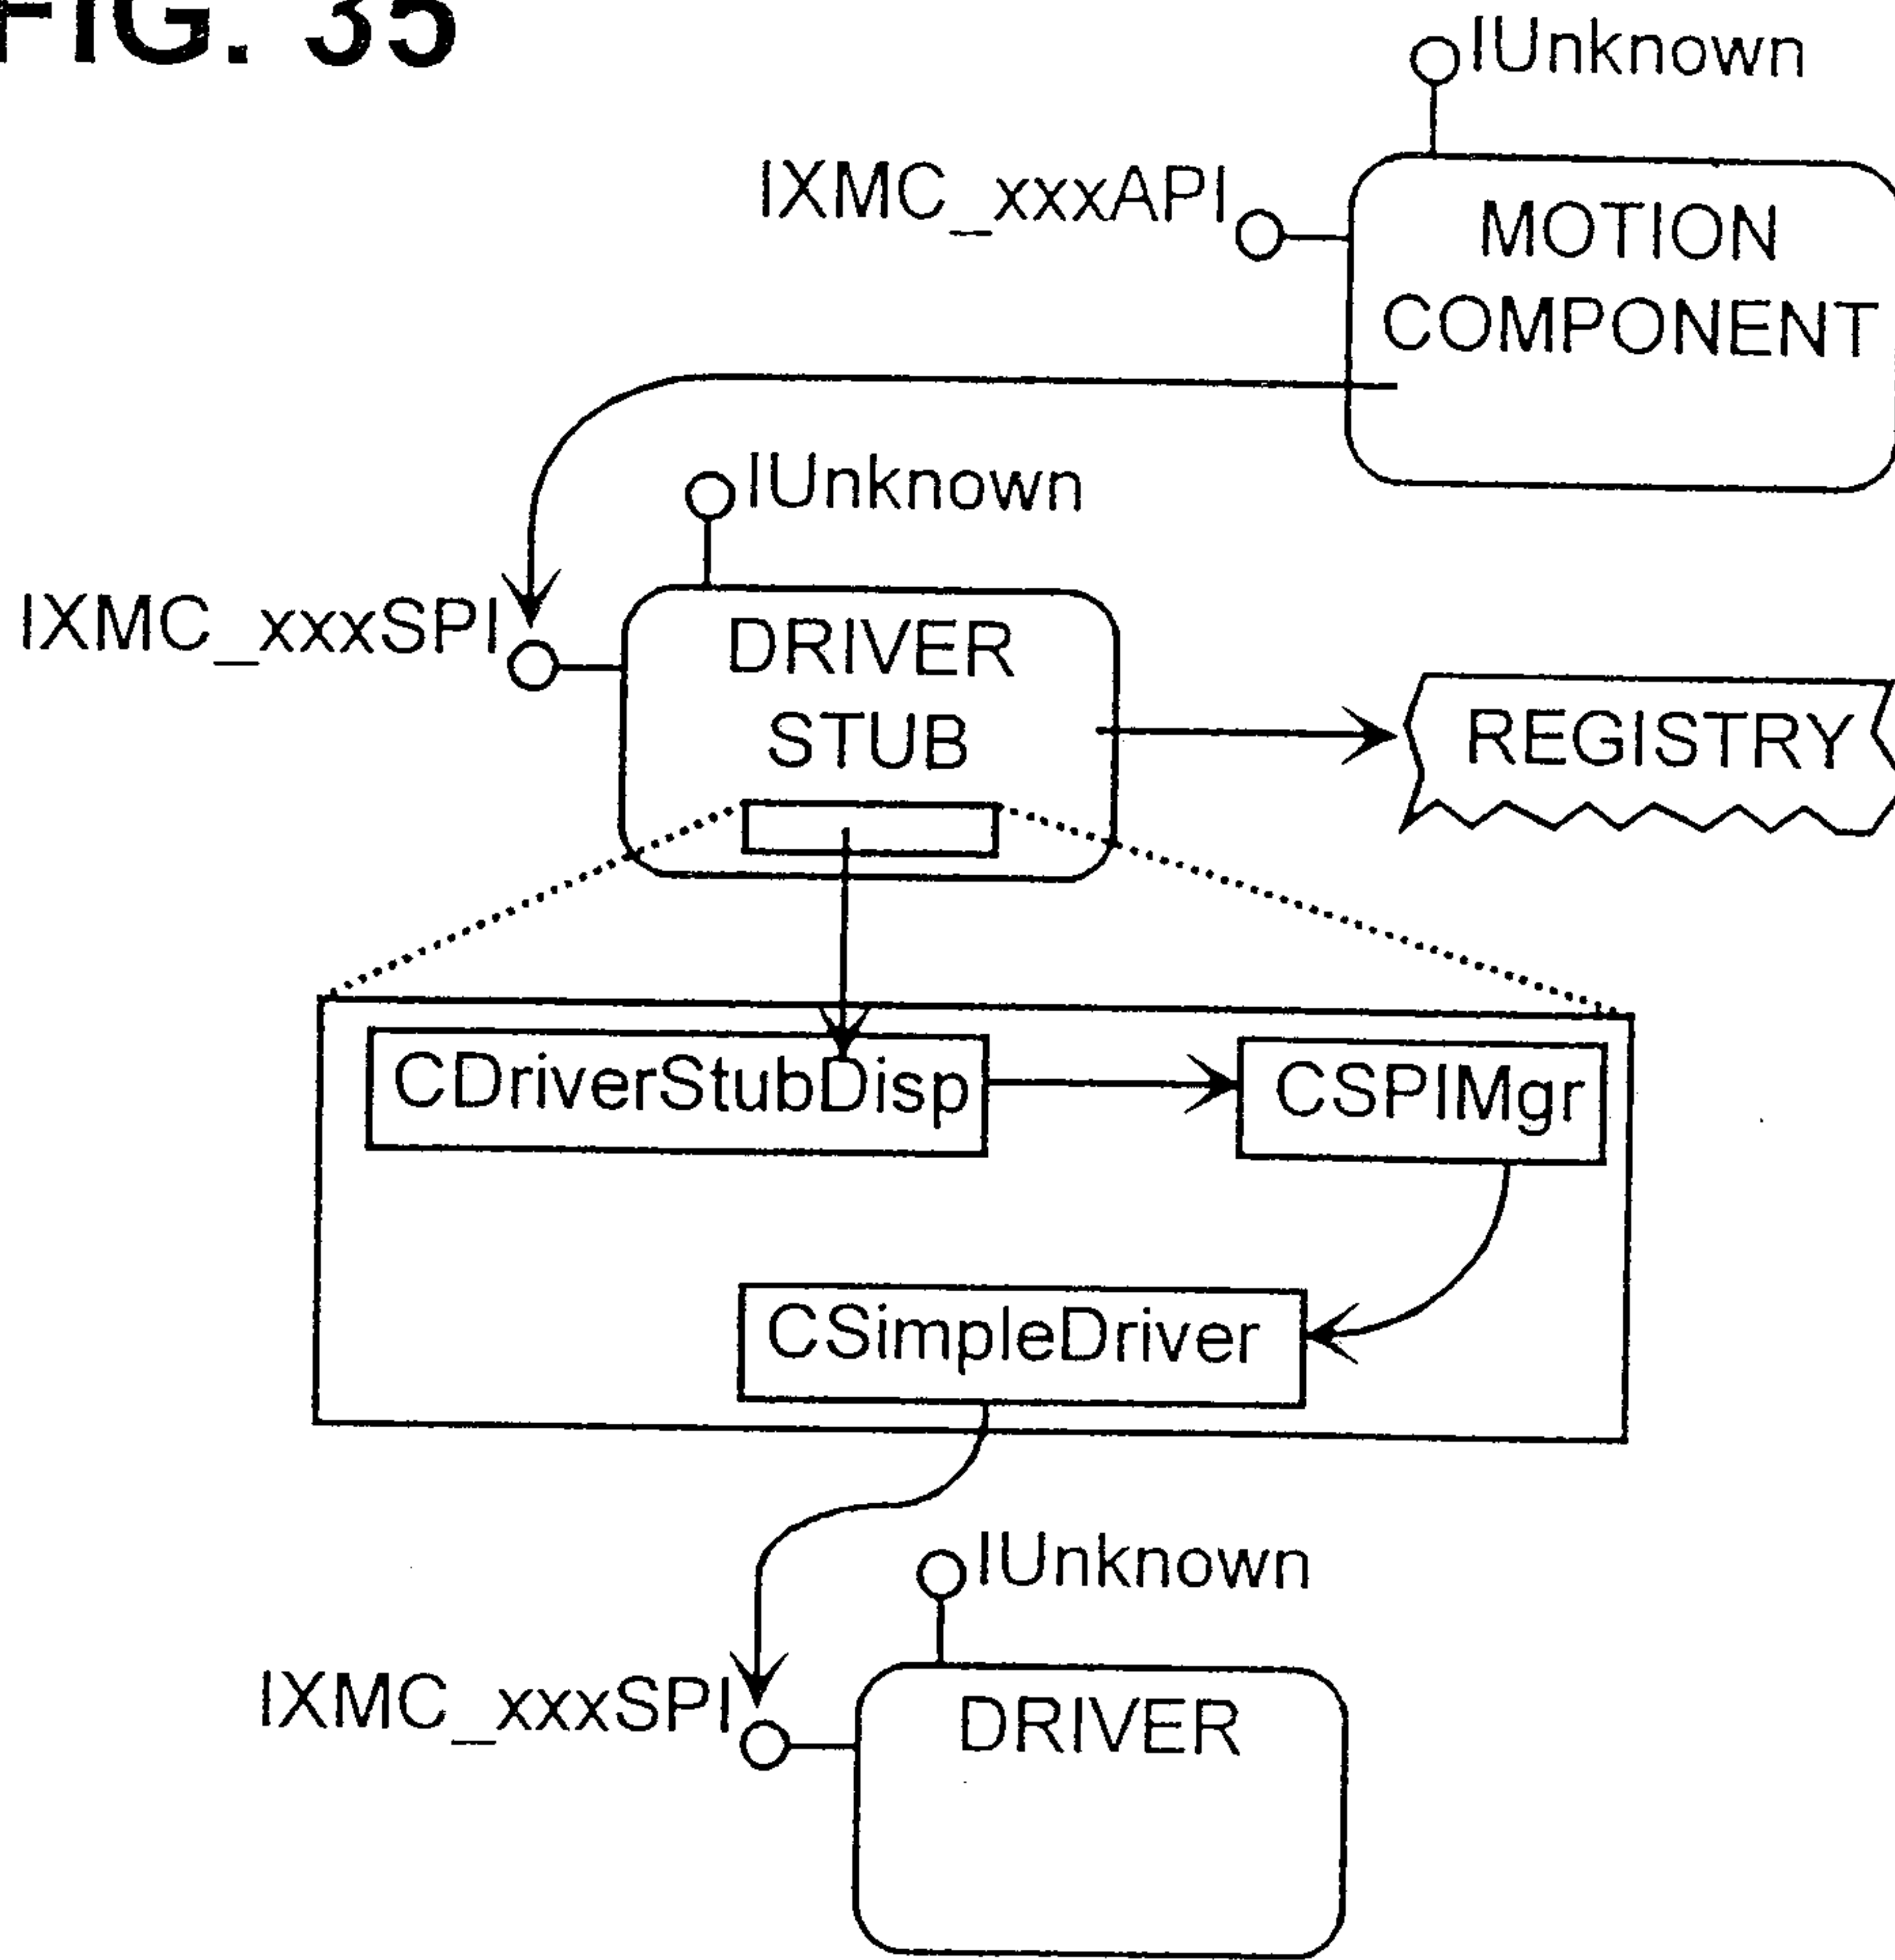 FIG. 35
IUnknown
IXMC_xxxAPI
MOTION
COMPONENT
IUnknown
IXMC_xxxSPI
DRIVER
STUB
REGISTRY
CDriverStubDisp
CSPIMgr
CSimpleDriver
IUnknown
IXMC_xxxSPI
DRIVER